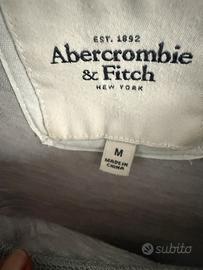 EST. 1892
Abercrombie
& Fitch
NEW YORK
M
MADE IN
CHINA
subito